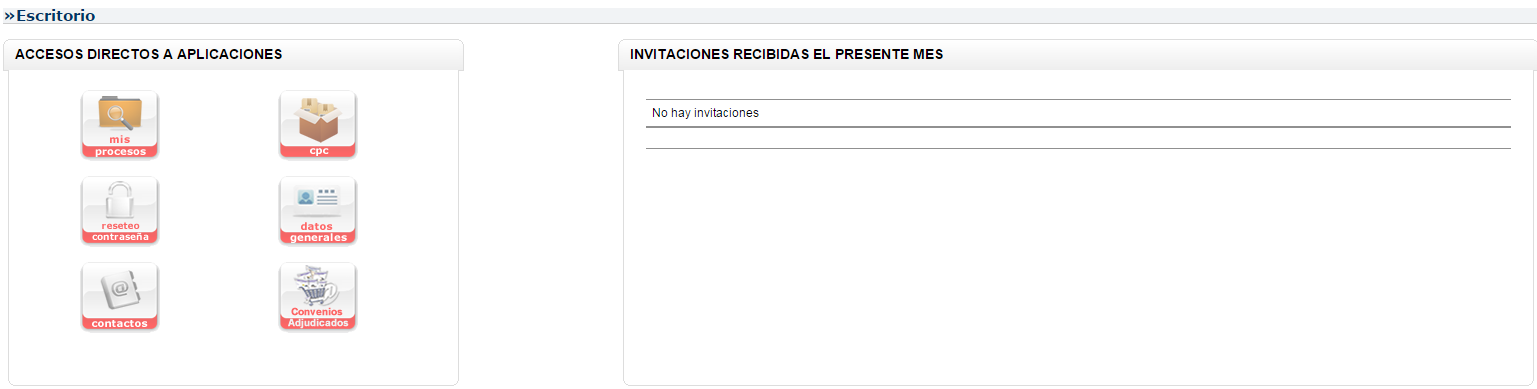 »Escritorio
ACCESOS DIRECTOS A APLICACIONES
mis
procesos
cpc
reseteo
contraseña
datos
generales
@
contactos
Convenios
Adjudicados
INVITACIONES RECIBIDAS EL PRESENTE MES
No hay invitaciones